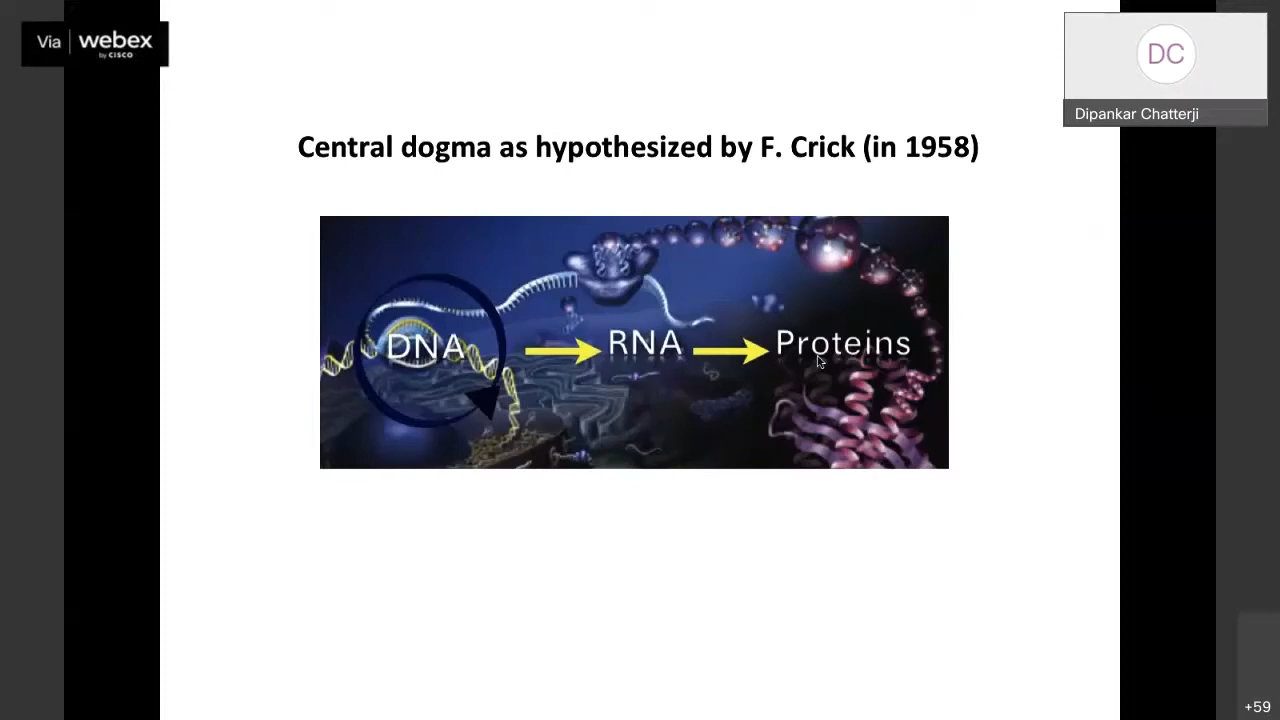 Via webex
by CISCO
DC
Dipankar Chatterji
Central dogma as hypothesized by F. Crick (in 1958)
DNA RNA Proteins
+59